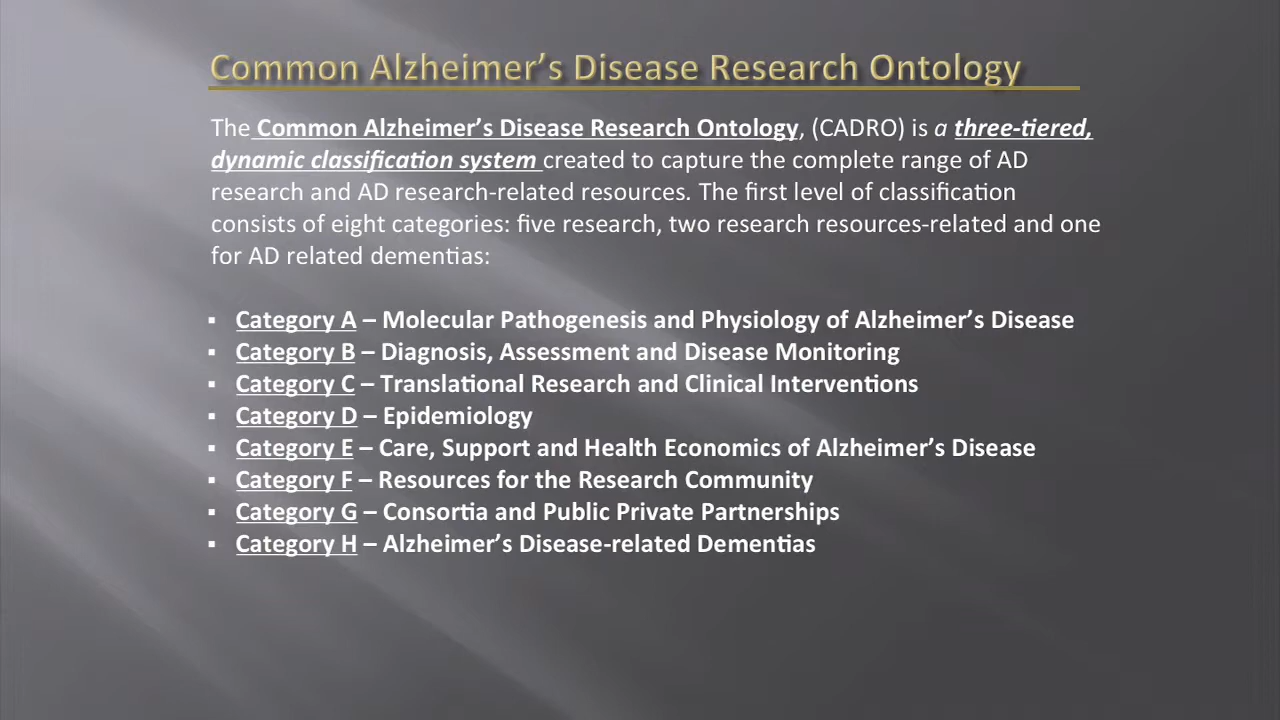 Common Alzheimer’s Disease Research Ontology
The Common Alzheimer’s Disease Research Ontology, (CADRO) is a three-tiered,
dynamic classification system created to capture the complete range of AD
research and AD research-related resources. The first level of classification
consists of eight categories: five research, two research resources-related and one
for AD related dementias:
▪ Category A – Molecular Pathogenesis and Physiology of Alzheimer’s Disease
▪ Category B – Diagnosis, Assessment and Disease Monitoring
▪ Category C – Translational Research and Clinical Interventions
▪ Category D – Epidemiology
▪ Category E – Care, Support and Health Economics of Alzheimer’s Disease
▪ Category F – Resources for the Research Community
▪ Category G – Consortia and Public Private Partnerships
▪ Category H – Alzheimer’s Disease-related Dementias